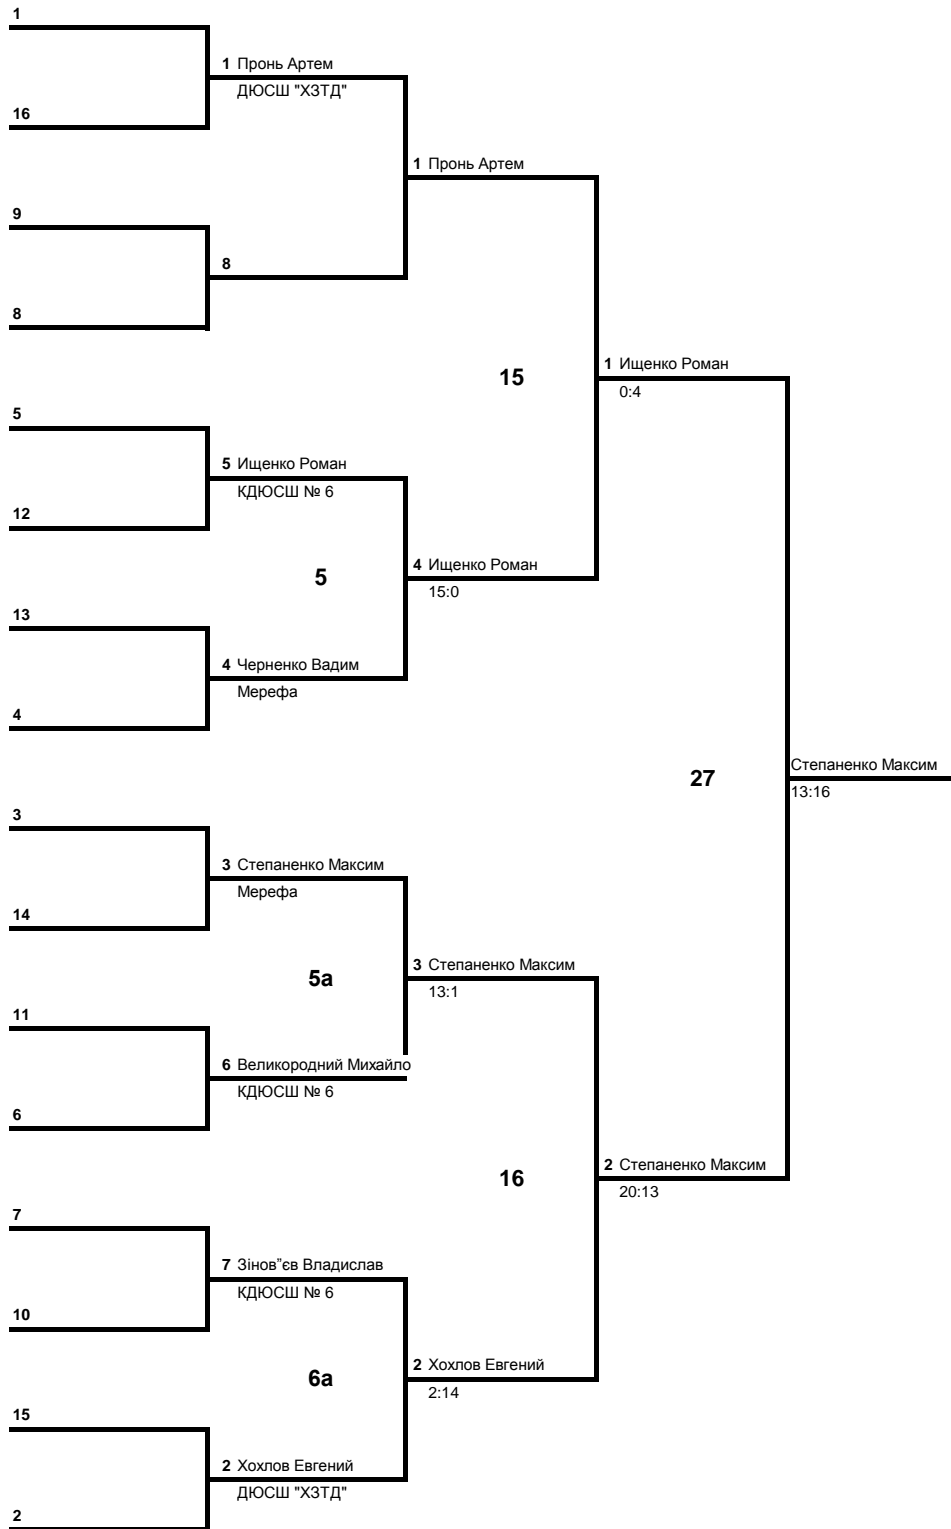 1
1 Пронь Артем
ДЮСШ "ХЗТД"
16
1 Пронь Артем
9
8
8
15
1 Ищенко Роман
0:4
5
5 Ищенко Роман
КДЮСШ № 6
12
5
4 Ищенко Роман
15:0
13
4 Черненко Вадим
Мерефа
4
27
Степаненко Максим
13:16
3
3 Степаненко Максим
Мерефа
14
5а
3 Степаненко Максим
13:1
11
6 Великородний Михайло
КДЮСШ № 6
6
16
2 Степаненко Максим
20:13
7
7 Зінов"єв Владислав
КДЮСШ № 6
10
6а
2 Хохлов Евгений
2:14
15
2 Хохлов Евгений
ДЮСШ "ХЗТД"
2